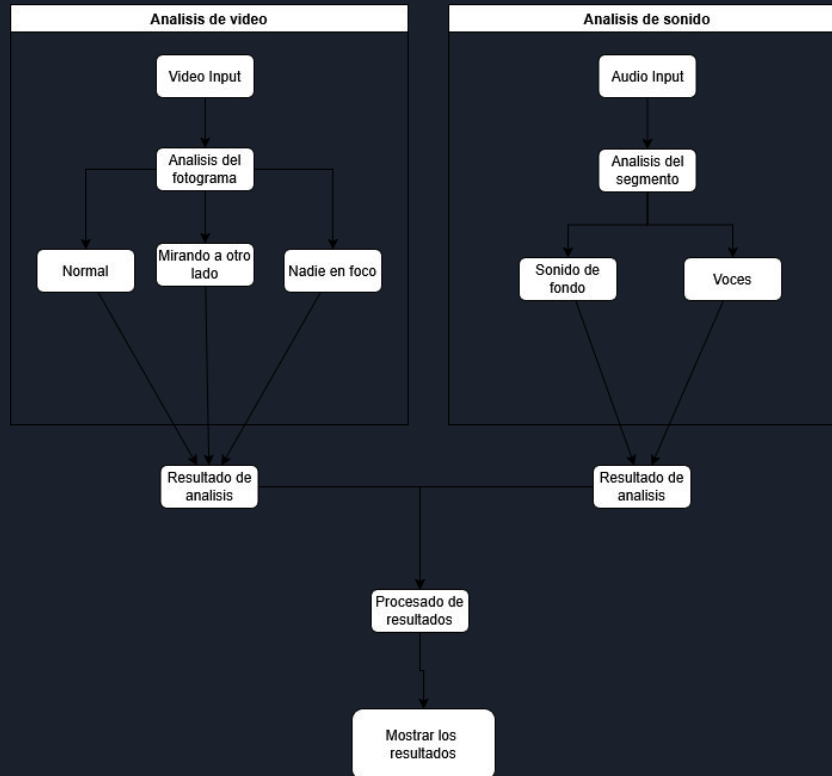 Analisis de video
Analisis de sonido
Video Input
Audio Input
Analisis del
fotograma
Analisis del
segmento
Normal
Mirando a otro
lado
Nadie en foco
Sonido de
fondo
Voces
Resultado de
analisis
Resultado de
analisis
Procesado de
resultados
Mostrar los
resultados